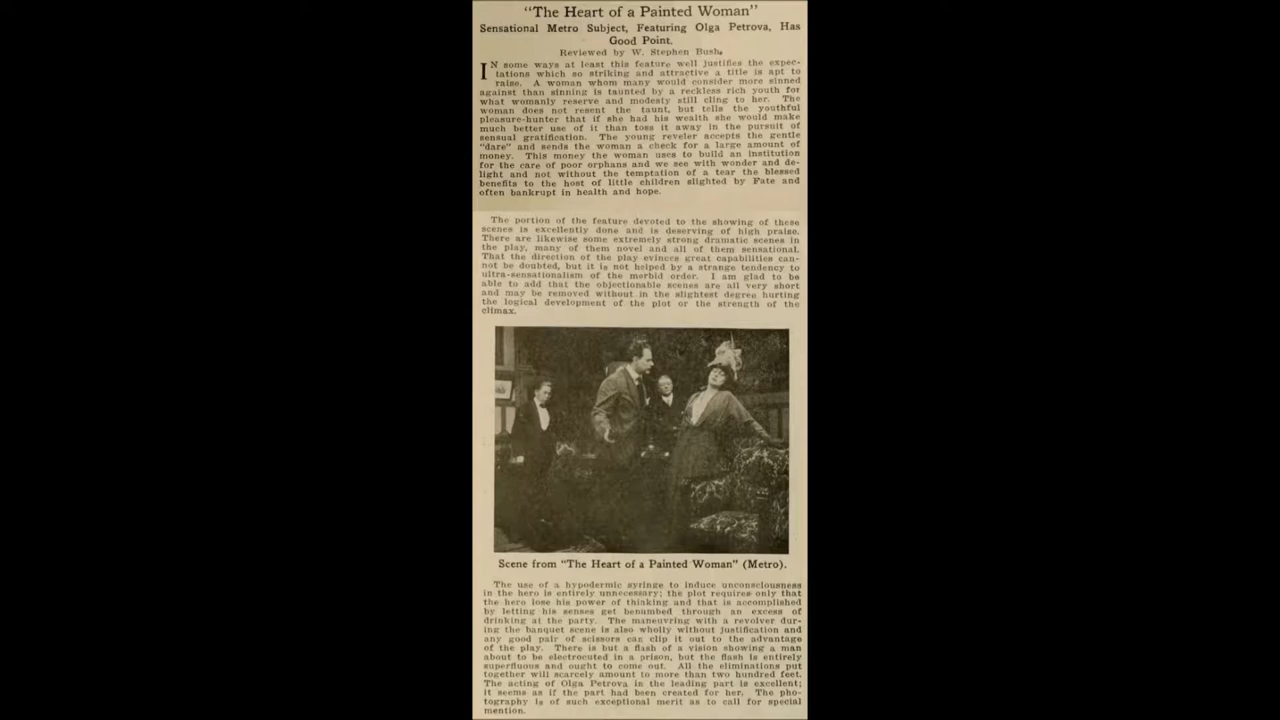 "The Heart of a Painted Woman"
Sensational Metro Subject, Featuring Olga Petrova, Has
Good Point.
Reviewed by W. Stephen Bush.
IN some ways at least this feature well justifies the expec-
tations which so striking and attractive a title is apt to
raise. A woman whom many would consider more sinned
against than sinning is taunted by a reckless rich youth for
what womanly reserve and modesty still cling to her. The
woman does not resent the taunt, but tells the youthful
pleasure-hunter that if she had his wealth she would make
much better use of it than toss it away in the pursuit of
sensual gratification. The young reveler accepts the gentle
"dare" and sends the woman a check for a large amount of
money. This money the woman uses to build an institution
for the care of poor orphans and we see with wonder and de-
light and not without the temptation of a tear the blessed
benefits to the host of little children slighted by Fate and
often bankrupt in health and hope.
The portion of the feature devoted to the showing of these
scenes is excellently done and is deserving of high praise.
There are likewise some extremely strong dramatic scenes in
the play, many of them novel and all of them sensational.
That the direction of the play evinces great capabilities can-
not be doubted, but it is not helped by a strange tendency to
ultra-sensationalism of the morbid order. I am glad to be
able to add that the objectionable scenes are all very short
and may be removed without in the slightest degree hurting
the logical development of the plot or the strength of the
climax.
Scene from "The Heart of a Painted Woman" (Metro).
The use of a hypodermic syringe to induce unconsciousness
in the hero is entirely unnecessary; the plot requires only that
the hero lose his power of thinking and that is accomplished
by letting his senses get benumbed through an excess of
drinking at the party. The maneuvring with a revolver dur-
ing the banquet scene is also wholly without justification and
any good pair of scissors can clip it out to the advantage
of the play. There is but a flash of a vision showing a man
about to be electrocuted in a prison, but the flash is entirely
superfluous and ought to come out. All the eliminations put
together will scarcely amount to more than two hundred feet.
The acting of Olga Petrova in the leading part is excellent;
it seems as if the part had been created for her. The pho-
tography is of such exceptional merit as to call for special
mention.